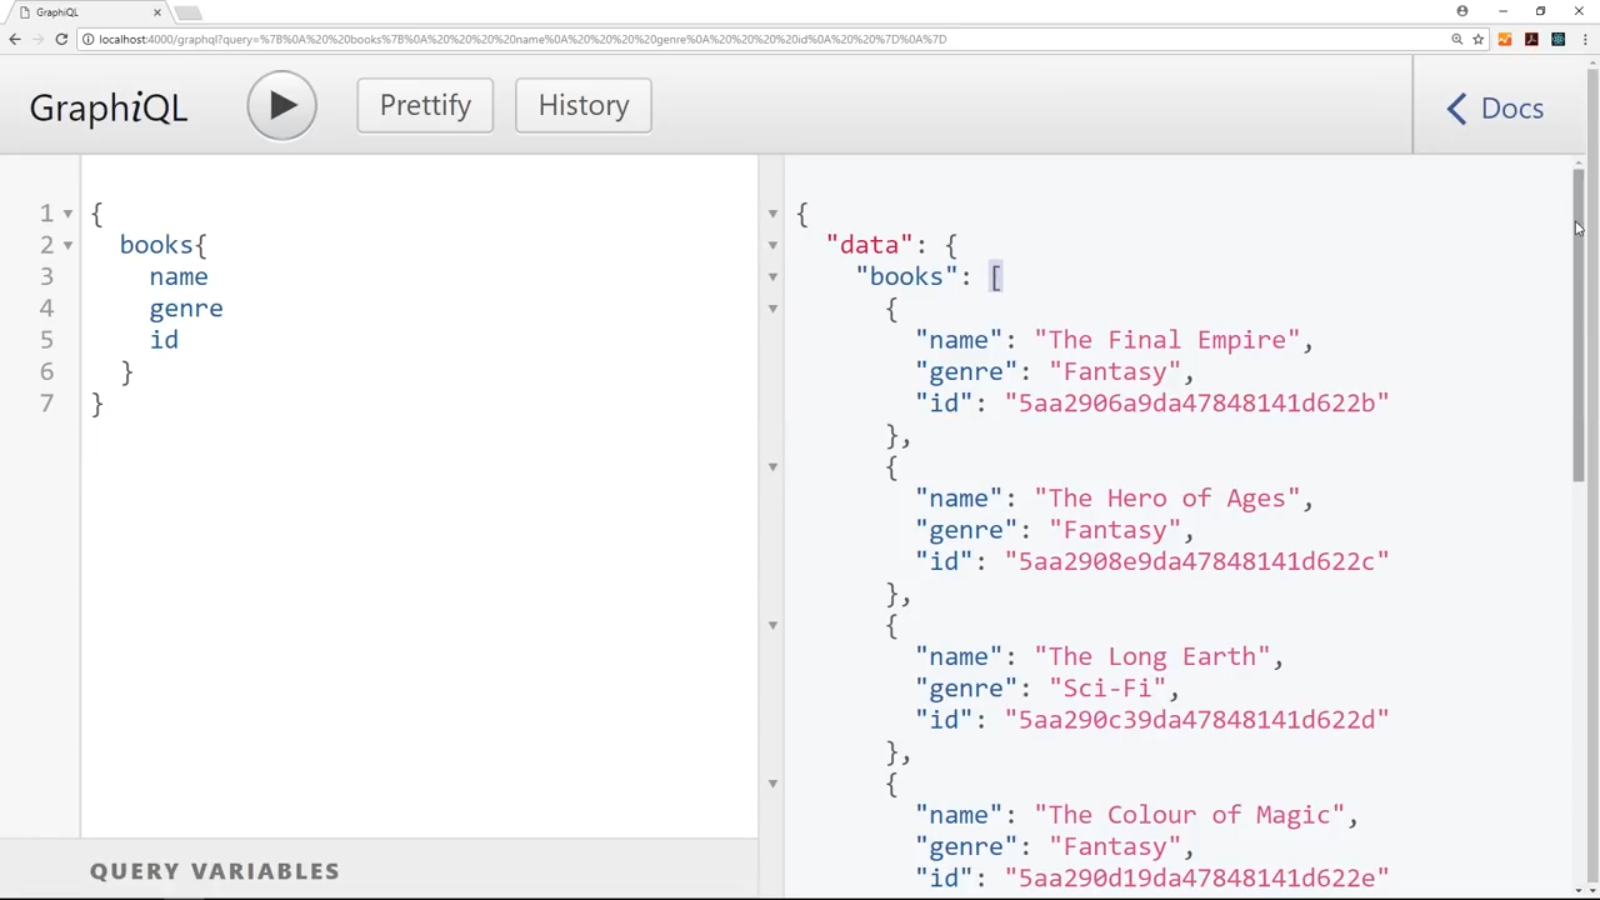 GraphiQL
localhost:4000/graphql?query=%7B%0A%20%20books%7B%0A%20%20%20%20name%0A%20%20%20%20genre%0A%20%20%20%20id%0A%20%20%7D%0A%7D
GraphiQL
Prettify
History
Docs
1 {
2 books{
3 name
4 genre
5 id
6 }
7 }
QUERY VARIABLES
{
"data": {
"books": [
{
"name": "The Final Empire",
"genre": "Fantasy",
"id": "5aa2906a9da47848141d622b"
},
{
"name": "The Hero of Ages",
"genre": "Fantasy",
"id": "5aa2908e9da47848141d622c"
},
{
"name": "The Long Earth",
"genre": "Sci-Fi",
"id": "5aa290c39da47848141d622d"
},
{
"name": "The Colour of Magic",
"genre": "Fantasy",
"id": "5aa290d19da47848141d622e"